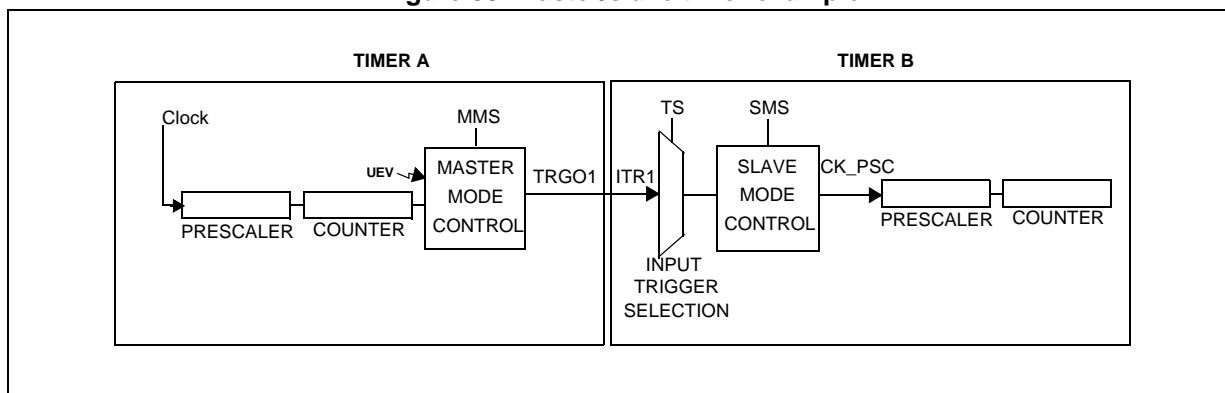 TIMER A
TIMER B
Clock
MMS
TS
SMS
UEV
MASTER
MODE
CONTROL
TRGO1
ITR1
SLAVE
MODE
CONTROL
CK_PSC
PRESCALER
COUNTER
PRESCALER
COUNTER
INPUT
TRIGGER
SELECTION